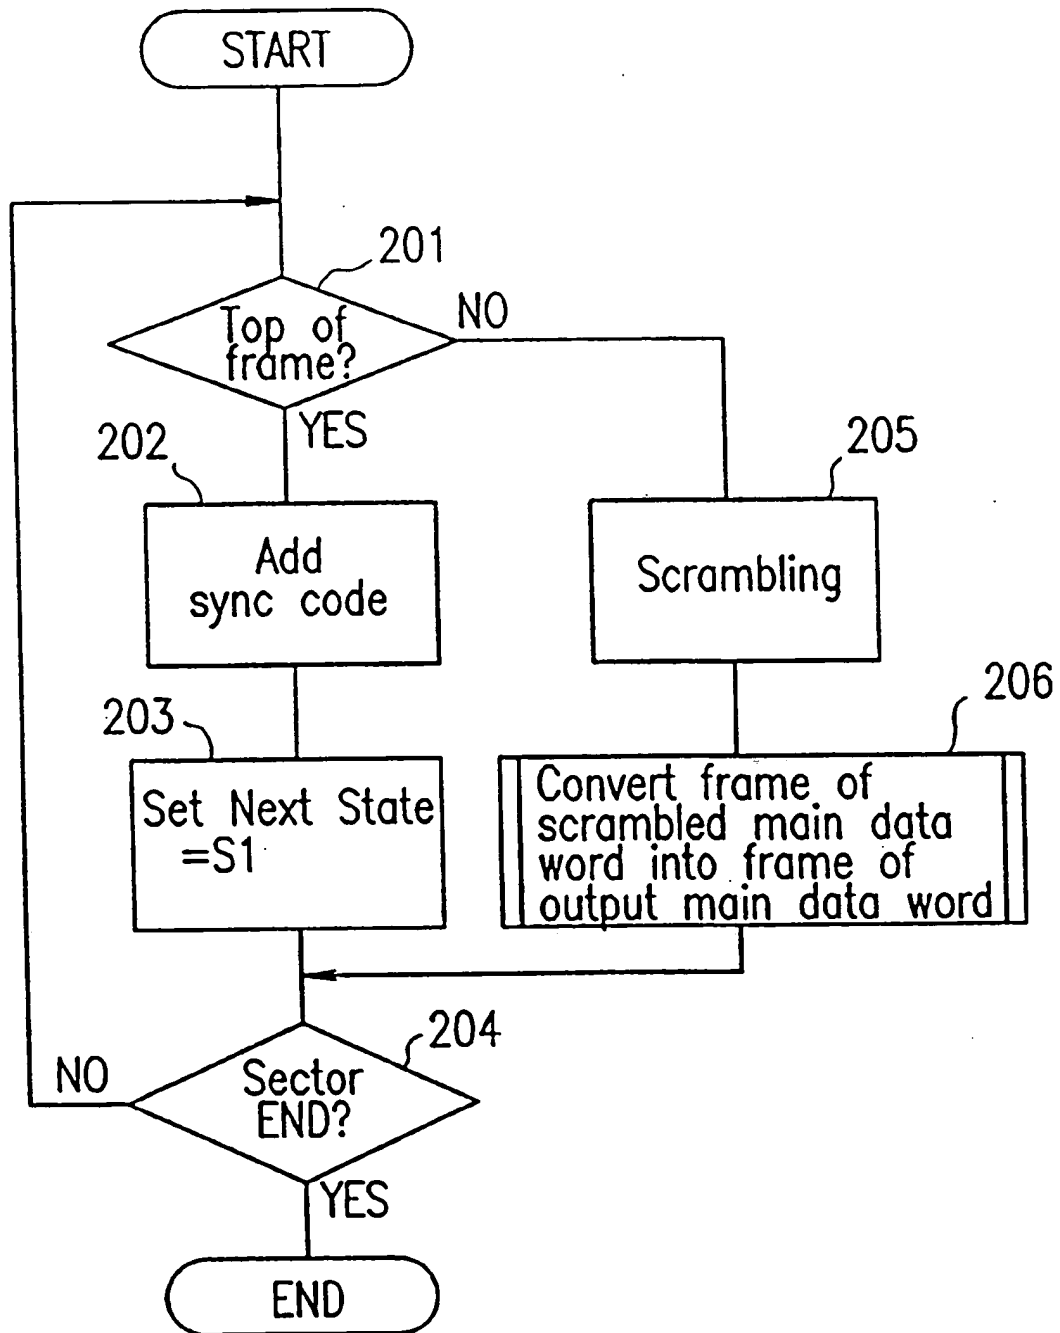 START
201
Top of
frame?
NO
YES
202
Add
sync code
205
Scrambling
203
Set Next State
=S1
206
Convert frame of
scrambled main data
word into frame of
output main data word
204
Sector
END?
NO
YES
END